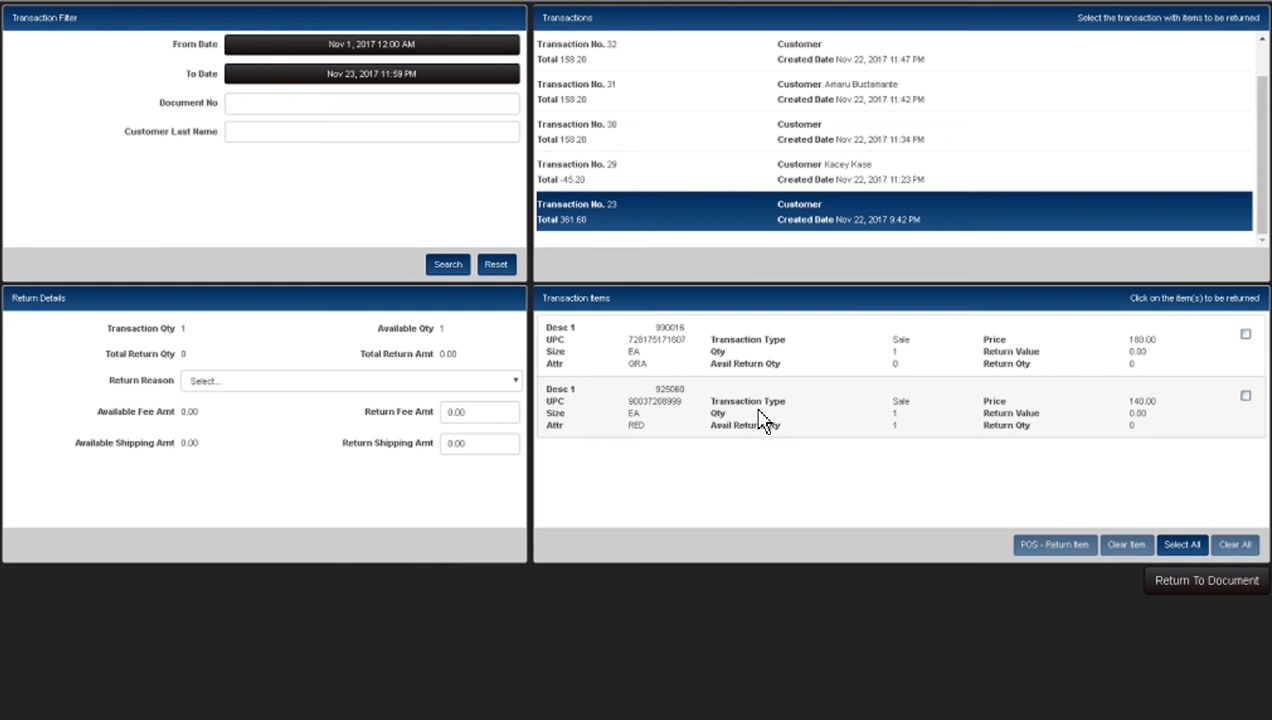 Transaction Filter
From Date Nov 1, 2017 12:00 AM
To Date Nov 23, 2017 11:59 PM
Document No
Customer Last Name
Search Reset
Transactions Select the transaction with items to be returned
Transaction No. 32 Customer
Total 158.20 Created Date Nov 22, 2017 11:47 PM
Transaction No. 31 Customer Amaru Bustamante
Total 158.20 Created Date Nov 22, 2017 11:42 PM
Transaction No. 30 Customer
Total 158.20 Created Date Nov 22, 2017 11:34 PM
Transaction No. 29 Customer Kacey Kase
Total -45.20 Created Date Nov 22, 2017 11:23 PM
Transaction No. 23 Customer
Total 361.60 Created Date Nov 22, 2017 9:42 PM
Return Details
Transaction Qty 1 Available Qty 1
Total Return Qty 0 Total Return Amt 0.00
Return Reason Select...
Available Fee Amt 0.00 Return Fee Amt 0.00
Available Shipping Amt 0.00 Return Shipping Amt 0.00
Transaction Items Click on the item(s) to be returned
Desc 1 990016
UPC 728175171607 Transaction Type Sale Price 180.00
Size EA Qty 1 Return Value 0.00
Attr GRA Avail Return Qty 0 Return Qty 0
Desc 1 925060
UPC 90037208999 Transaction Type Sale Price 140.00
Size EA Qty 1 Return Value 0.00
Attr RED Avail Return Qty 1 Return Qty 0
POS - Return Item Clear Item Select All Clear All
Return To Document